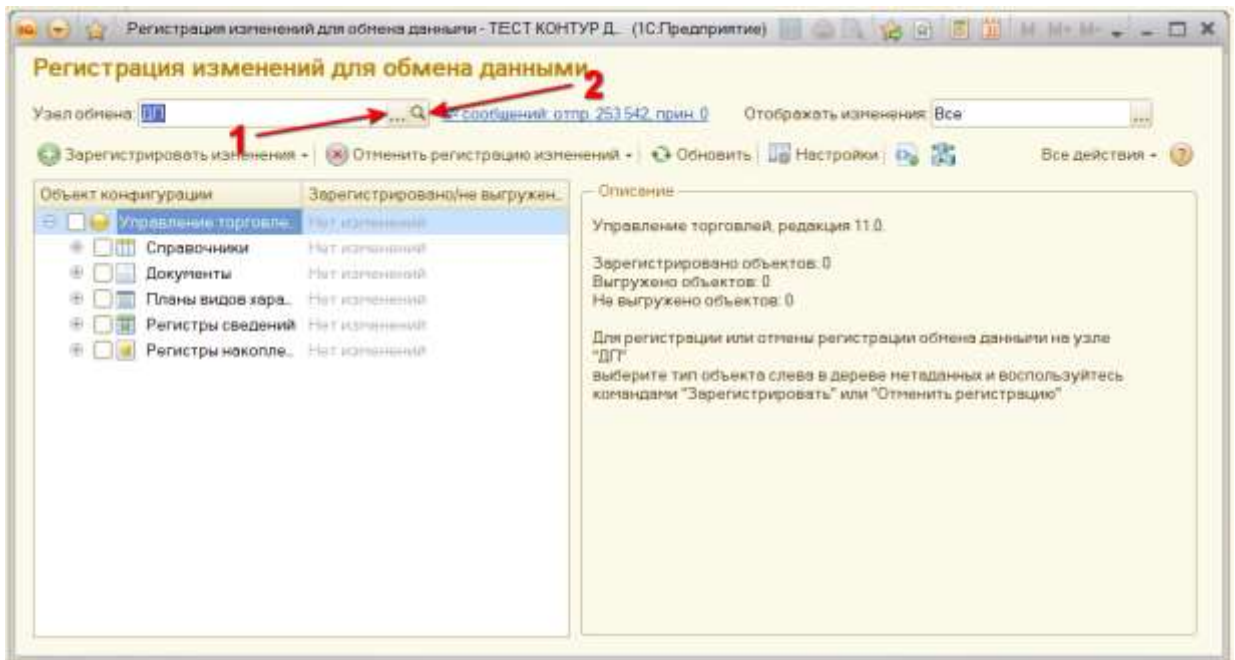 Регистрация изменений для обмена данными - ТЕСТ КОНТУР Д... (1С:Предприятие)
M M+ M-
Регистрация изменений для обмена данными
2
Узел обмена: ДП ... № сообщений: отпр. 253 542, прин. 0 Отображать изменения: Все ...
1
Зарегистрировать изменения Отменить регистрацию изменений Обновить Настройки Все действия ?
Объект конфигурации Зарегистрировано/не выгружен...
Управление торговле... Нет изменений
Справочники Нет изменений
Документы Нет изменений
Планы видов хара... Нет изменений
Регистры сведений Нет изменений
Регистры накопле... Нет изменений
Описание
Управление торговлей, редакция 11.0.
Зарегистрировано объектов: 0
Выгружено объектов: 0
Не выгружено объектов: 0
Для регистрации или отмены регистрации обмена данными на узле
"ДП"
выберите тип объекта слева в дереве метаданных и воспользуйтесь
командами "Зарегистрировать" или "Отменить регистрацию"